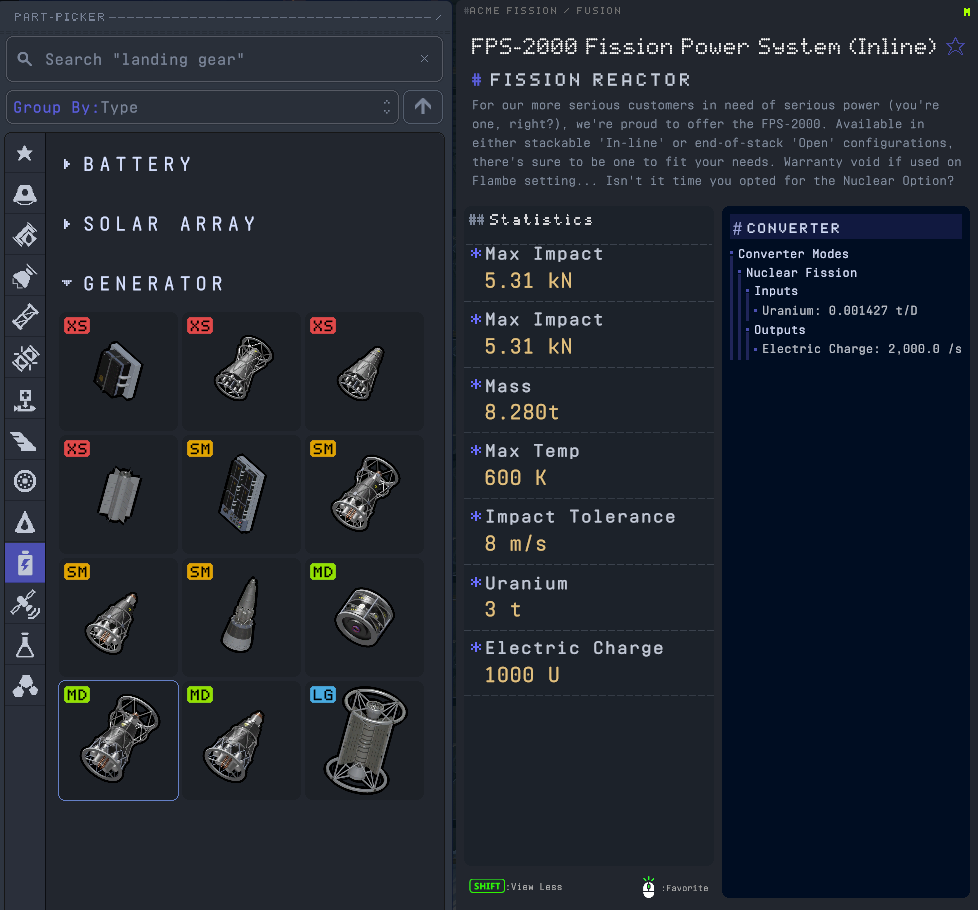 PART-PICKER
Search "landing gear"
Group By:Type
BATTERY
SOLAR ARRAY
GENERATOR
XS
XS
XS
XS
SM
SM
SM
SM
MD
MD
MD
LG
#ACME FISSION / FUSION
M
FPS-2000 Fission Power System (Inline)
# FISSION REACTOR
For our more serious customers in need of serious power (you're
one, right?), we're proud to offer the FPS-2000. Available in
either stackable 'In-line' or end-of-stack 'Open' configurations,
there's sure to be one to fit your needs. Warranty void if used on
Flambe setting... Isn't it time you opted for the Nuclear Option?
## Statistics
*Max Impact
5.31 kN
*Max Impact
5.31 kN
*Mass
8.280t
*Max Temp
600 K
*Impact Tolerance
8 m/s
*Uranium
3 t
*Electric Charge
1000 U
SHIFT:View Less
:Favorite
# CONVERTER
Converter Modes
Nuclear Fission
Inputs
Uranium: 0.001427 t/D
Outputs
Electric Charge: 2,000.0 /s